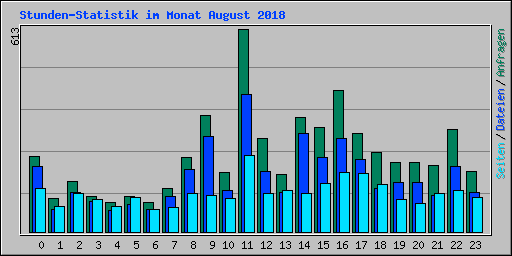 Stunden-Statistik im Monat August 2018
613
Seiten / Dateien / Anfragen
0 1 2 3 4 5 6 7 8 9 10 11 12 13 14 15 16 17 18 19 20 21 22 23